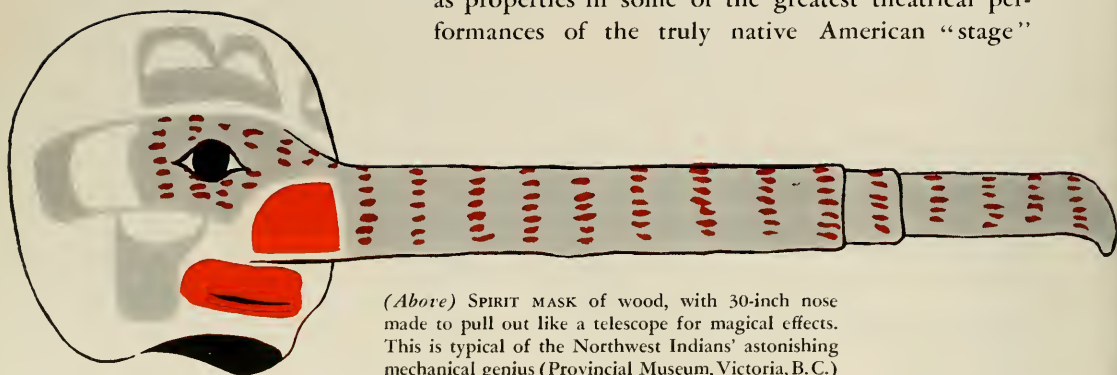 as properties in some of the greatest theatrical per-
formances of the truly native American “stage”
(Above) SPIRIT MASK of wood, with 30-inch nose
made to pull out like a telescope for magical effects.
This is typical of the Northwest Indians’ astonishing
mechanical genius (Provincial Museum, Victoria, B.C.)